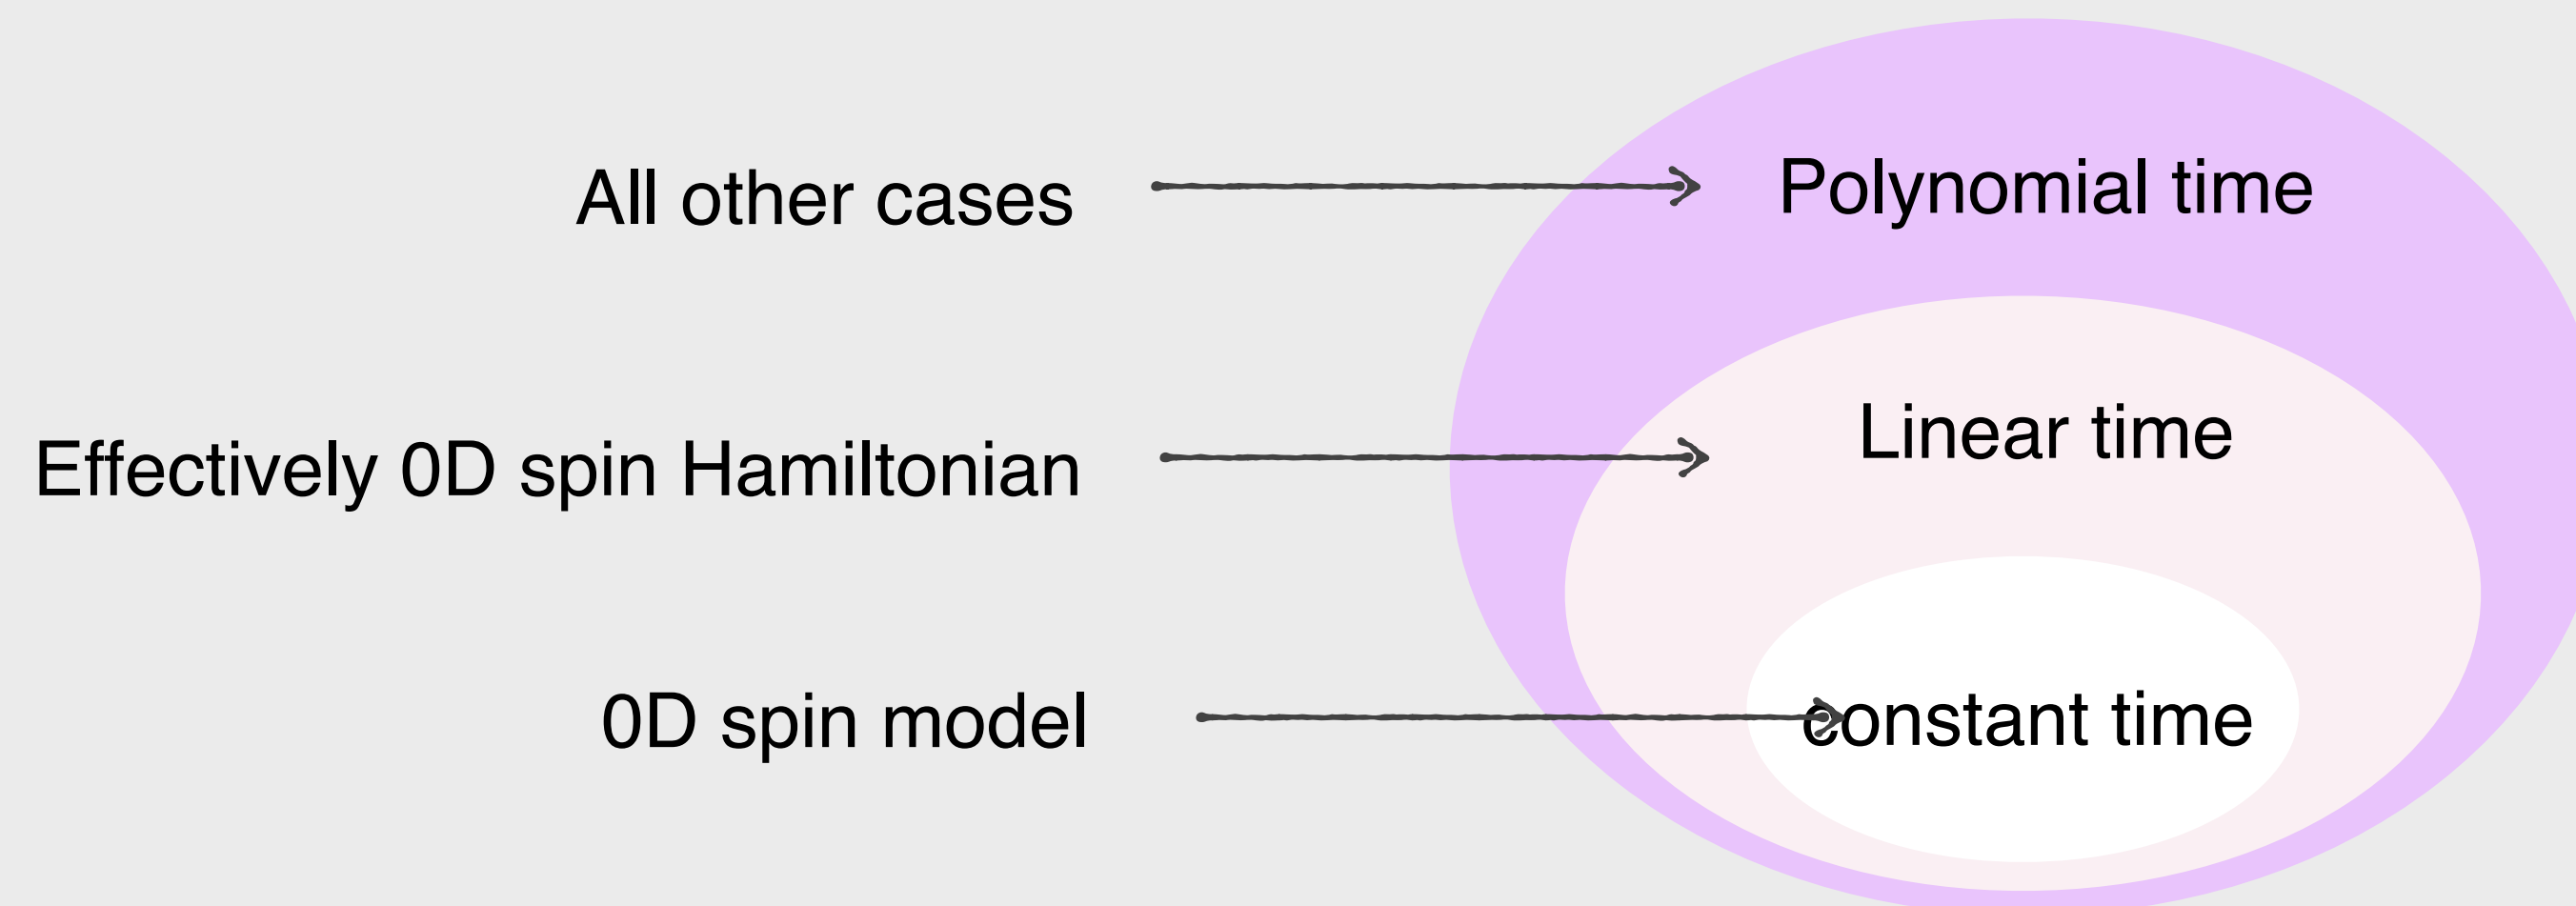 All other cases
Polynomial time
Effectively 0D spin Hamiltonian
Linear time
0D spin model
constant time